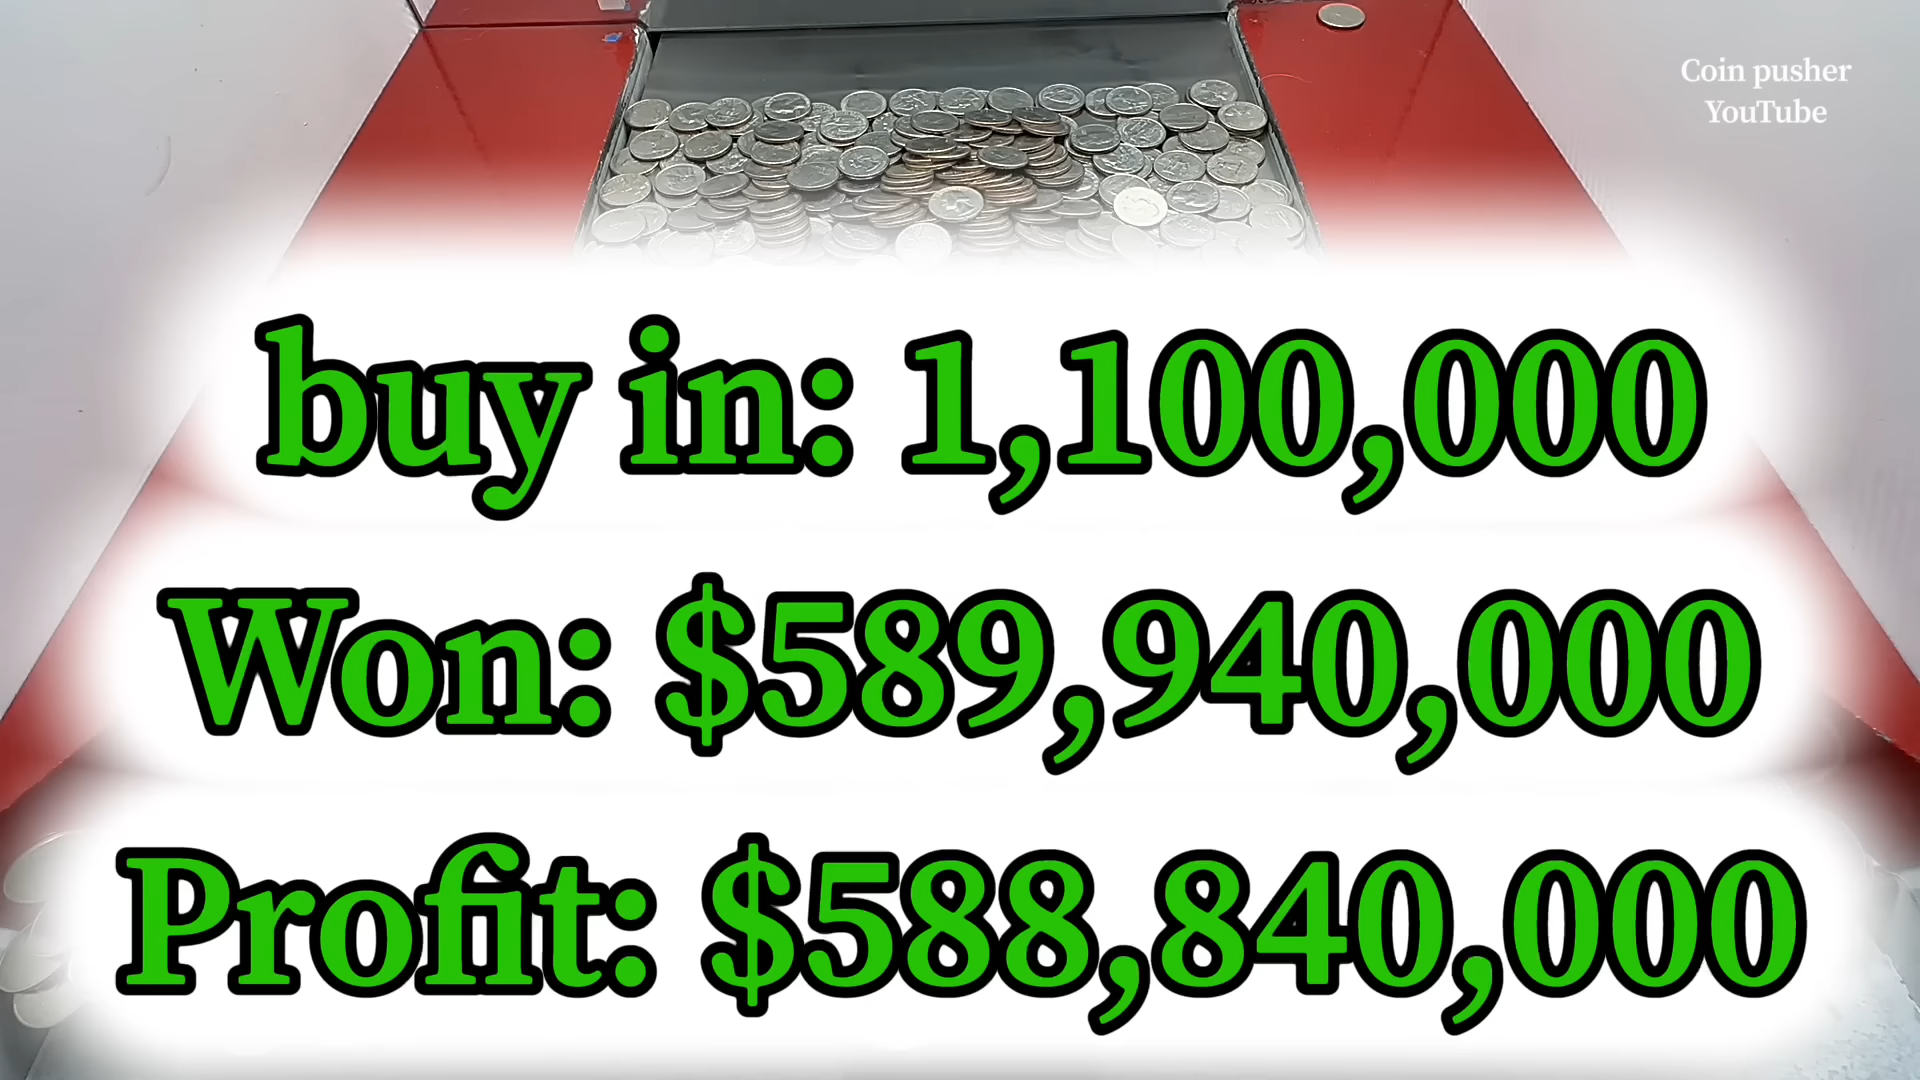 Coin pusher
YouTube
buy in: 1,100,000
Won: $589,940,000
Profit: $588,840,000